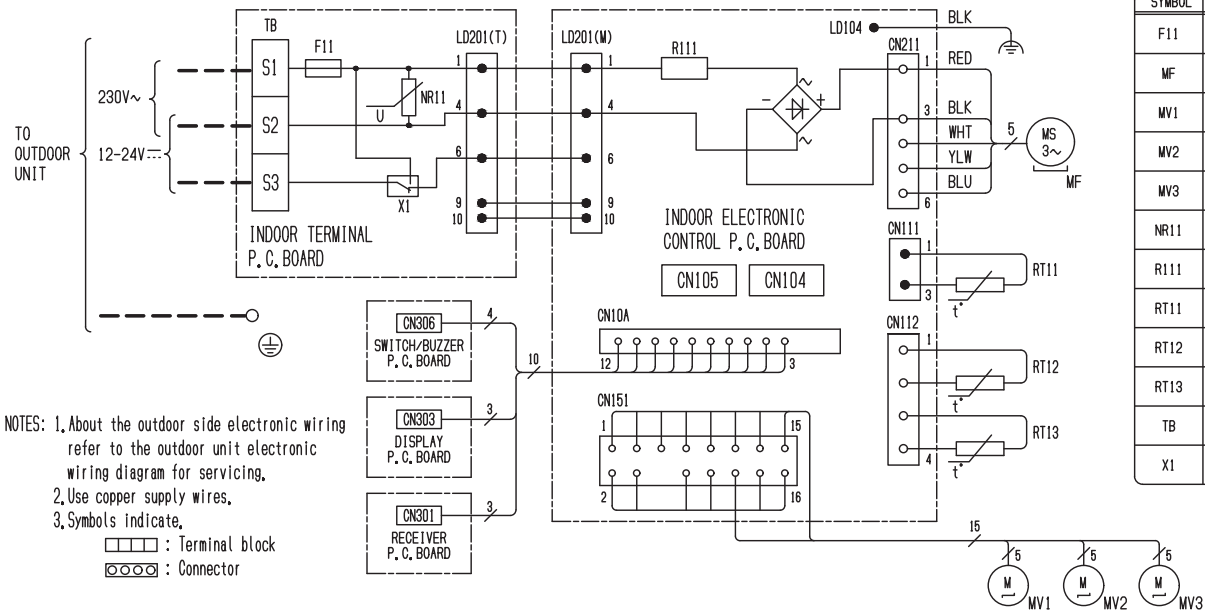 TO
OUTDOOR
UNIT
230V~
12-24V⎓
TB
S1
S2
S3
F11
U
NR11
X1
INDOOR TERMINAL
P.C.BOARD
LD201(T)
1
4
6
9
10
LD201(M)
1
4
6
9
10
R111
~
-
+
~
LD104
BLK
CN211
1
3
6
RED
BLK
WHT
YLW
BLU
5
MS
3~
MF
INDOOR ELECTRONIC
CONTROL P.C.BOARD
CN105
CN104
CN111
1
3
RT11
t°
CN112
1
4
RT12
t°
RT13
t°
CN10A
12
3
CN151
1
15
2
16
CN306
SWITCH/BUZZER
P.C.BOARD
4
CN303
DISPLAY
P.C.BOARD
3
CN301
RECEIVER
P.C.BOARD
3
10
15
5
M
MV1
5
M
MV2
5
M
MV3
NOTES: 1.About the outdoor side electronic wiring
refer to the outdoor unit electronic
wiring diagram for servicing.
2.Use copper supply wires.
3.Symbols indicate.
: Terminal block
: Connector
SYMBOL
F11
MF
MV1
MV2
MV3
NR11
R111
RT11
RT12
RT13
TB
X1